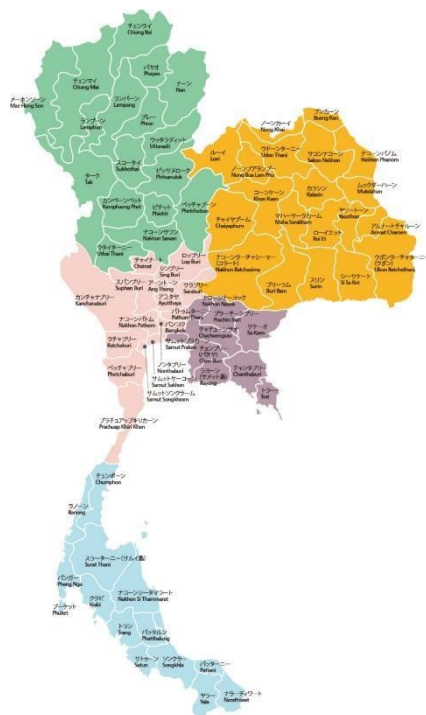 チェンライ
Chiang Rai
パヤオ
Phayao
チェンマイ
Chiang Mai
ナーン
Nan
メーホンソーン
Mae Hong Son
ランパーン
Lampang
ランプーン
Lamphun
プレー
Phrae
ウッタラディット
Uttaradit
スコータイ
Sukhothai
ターク
Tak
ピッサヌローク
Phitsanulok
カンペーンペット
Kamphaeng Phet
ピチット
Phichit
ペッチャブーン
Phetchabun
ナコーンサワン
Nakhon Sawan
ウタイターニー
Uthai Thani
ブンカーン
Bueng Kan
ノーンカーイ
Nong Khai
ルーイ
Loei
ウドーンターニー
Udon Thani
サコンナコーン
Sakon Nakhon
ナコーンパノム
Nakhon Phanom
ノーンブアランプー
Nong Bua Lam Phu
ムックダーハーン
Mukdahan
コーンケーン
Khon Kaen
カラシン
Kalasin
チャイヤプーム
Chaiyaphum
マハーサーラカーム
Maha Sarakham
ヤソートーン
Yasothon
ローイエット
Roi Et
アムナートチャルーン
Amnat Charoen
ナコーンラーチャシーマー
(コラート)
Nakhon Ratchasima
ブリーラム
Buri Ram
スリン
Surin
シーサケート
Si Sa Ket
ウボンラーチャターニー
(ウボン)
Ubon Ratchathani
チャイナート
Chainat
ロッブリー
Lop Buri
シンブリー
Sing Buri
スパンブリー
Suphan Buri
アーントーン
Ang Thong
サラブリー
Saraburi
カンチャナブリー
Kanchanaburi
アユタヤ
Ayutthaya
ナコーンナーヨック
Nakhon Nayok
ナコーンパトム
Nakhon Pathom
パトゥムターニー
Pathum Thani
プラーチーンブリー
Prachin Buri
バンコク
Bangkok
チャチューンサオ
Chachoengsao
サケーオ
Sa Kaeo
ラチャブリー
Ratchaburi
サムットプラーカーン
Samut Prakan
チョンブリー
(パタヤ)
Chon Buri
ノンタブリー
Nonthaburi
ラヨーン
(サメット島)
Rayong
チャンタブリー
Chanthaburi
ペッチャブリー
Phetchaburi
サムットサーコーン
Samut Sakhon
サムットソンクラーム
Samut Songkhram
トラート
Trat
プラチュアップキリカーン
Prachuap Khiri Khan
チュンポーン
Chumphon
ラノーン
Ranong
スラーターニー(サムイ島)
Surat Thani
パンガー
Phang Nga
ナコーンシータマラート
Nakhon Si Thammarat
クラビ
Krabi
プーケット
Phuket
トラン
Trang
パッタルン
Phatthalung
サトゥーン
Satun
ソンクラー
Songkhla
パッターニー
Pattani
ヤラー
Yala
ナラーティワート
Narathiwat